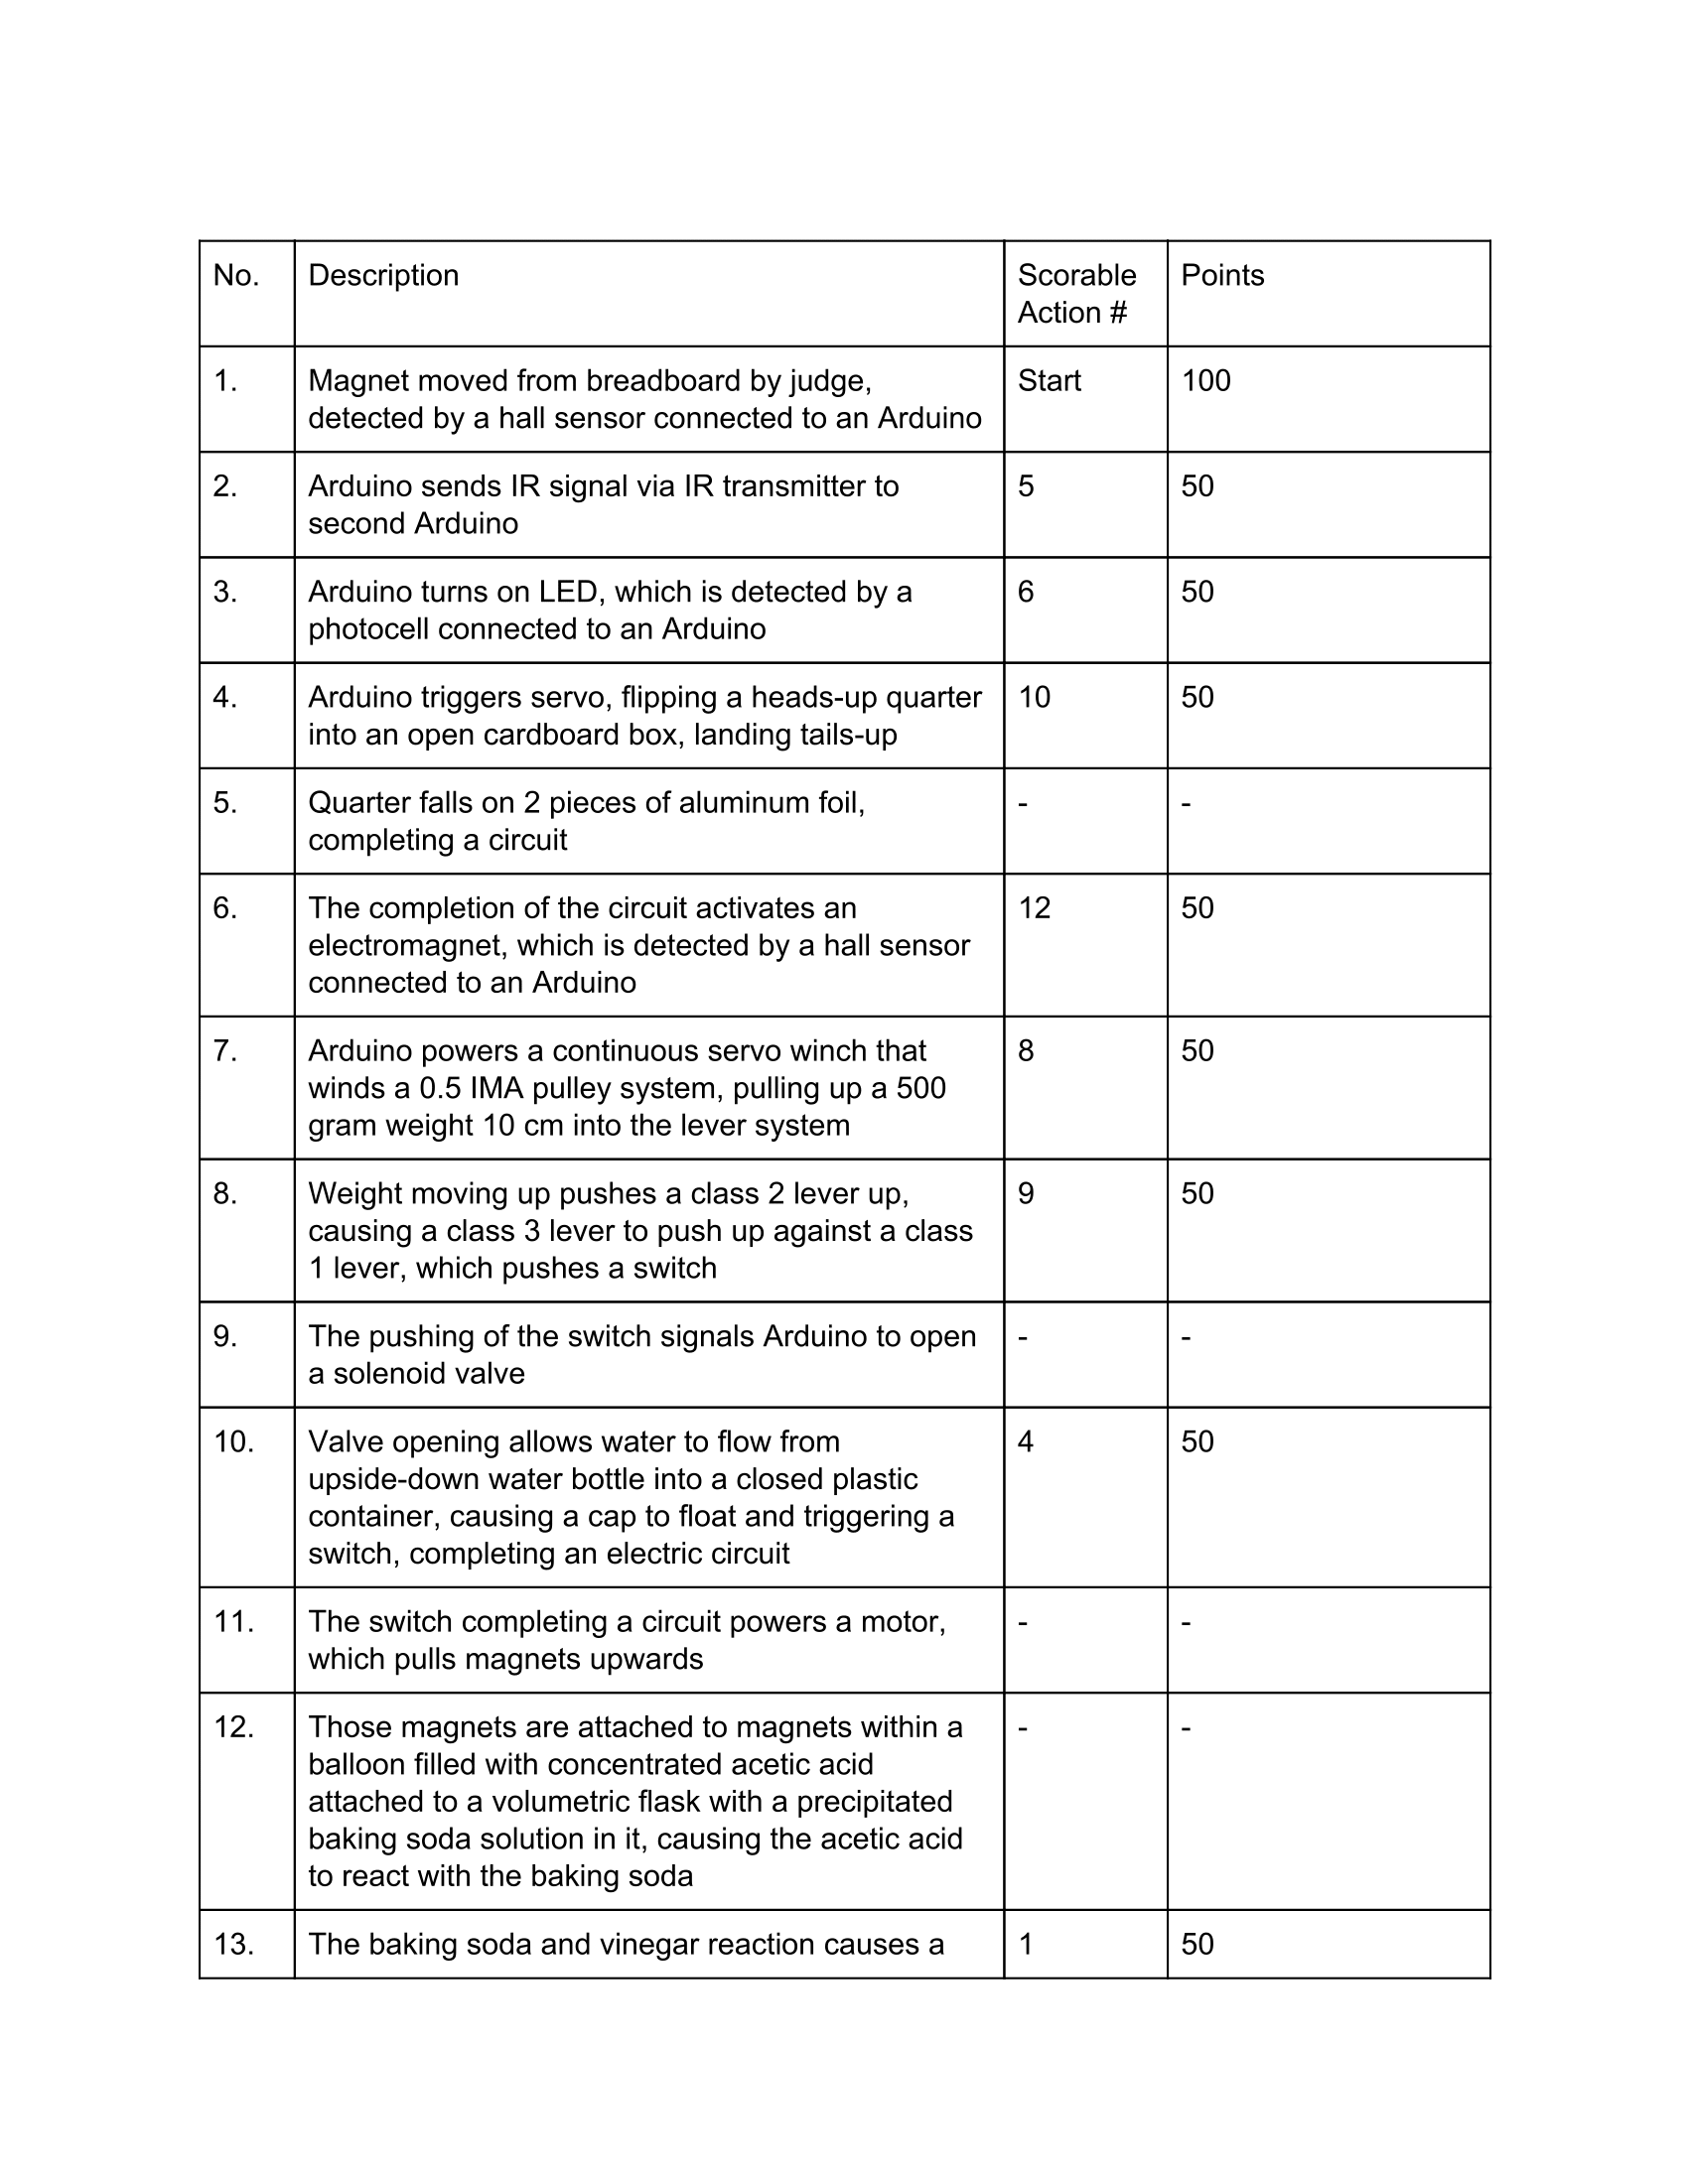 No. Description Scorable Points
Action #
1. Magnet moved from breadboard by judge, Start 100
detected by a hall sensor connected to an Arduino
2. Arduino sends IR signal via IR transmitter to 5 50
second Arduino
3. Arduino turns on LED, which is detected by a 6 50
photocell connected to an Arduino
4. Arduino triggers servo, flipping a heads-up quarter 10 50
into an open cardboard box, landing tails-up
5. Quarter falls on 2 pieces of aluminum foil, - -
completing a circuit
6. The completion of the circuit activates an 12 50
electromagnet, which is detected by a hall sensor
connected to an Arduino
7. Arduino powers a continuous servo winch that 8 50
winds a 0.5 IMA pulley system, pulling up a 500
gram weight 10 cm into the lever system
8. Weight moving up pushes a class 2 lever up, 9 50
causing a class 3 lever to push up against a class
1 lever, which pushes a switch
9. The pushing of the switch signals Arduino to open - -
a solenoid valve
10. Valve opening allows water to flow from 4 50
upside-down water bottle into a closed plastic
container, causing a cap to float and triggering a
switch, completing an electric circuit
11. The switch completing a circuit powers a motor, - -
which pulls magnets upwards
12. Those magnets are attached to magnets within a - -
balloon filled with concentrated acetic acid
attached to a volumetric flask with a precipitated
baking soda solution in it, causing the acetic acid
to react with the baking soda
13. The baking soda and vinegar reaction causes a 1 50